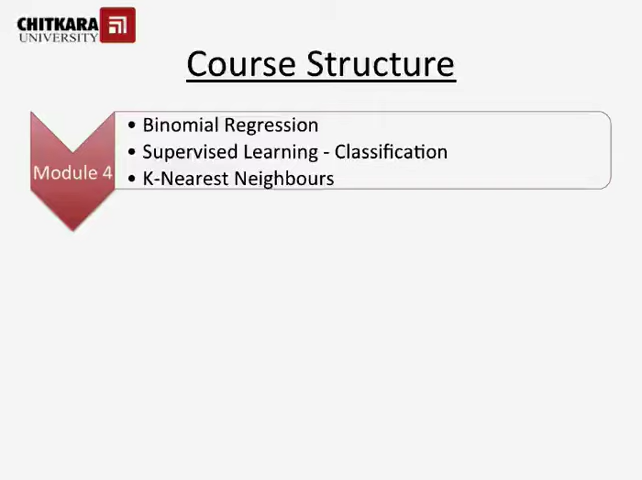 CHITKARA
UNIVERSITY
Course Structure
Module 4
• Binomial Regression
• Supervised Learning - Classification
• K-Nearest Neighbours